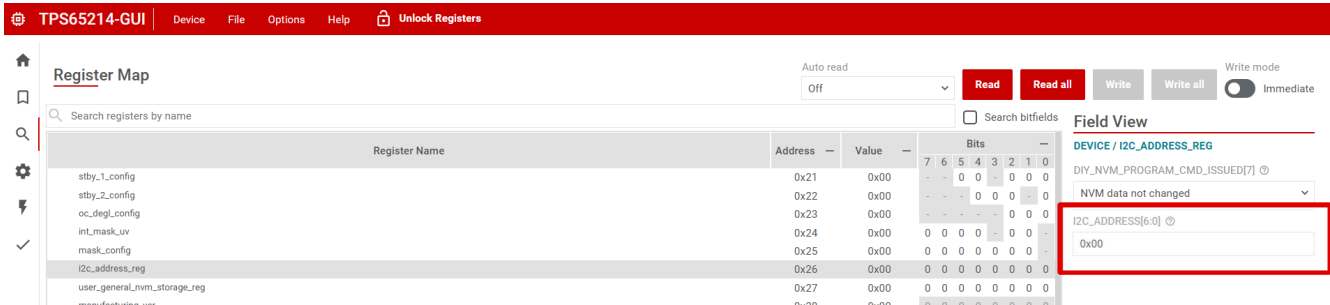 TPS65214-GUI Device File Options Help Unlock Registers
Register Map
Auto read
Off
Read Read all Write Write all
Write mode
Immediate
Search registers by name
Search bitfields
Register Name Address Value Bits
7 6 5 4 3 2 1 0
stby_1_config 0x21 0x00 - - 0 0 - 0 0 0
stby_2_config 0x22 0x00 - - - 0 0 0 - 0
oc_degl_config 0x23 0x00 - - - - - 0 0 0
int_mask_uv 0x24 0x00 0 0 0 0 - 0 0 -
mask_config 0x25 0x00 0 0 0 0 0 0 0 -
i2c_address_reg 0x26 0x00 0 0 0 0 0 0 0 0
user_general_nvm_storage_reg 0x27 0x00 0 0 0 0 0 0 0 0
Field View
DEVICE / I2C_ADDRESS_REG
DIY_NVM_PROGRAM_CMD_ISSUED[7]
NVM data not changed
I2C_ADDRESS[6:0]
0x00